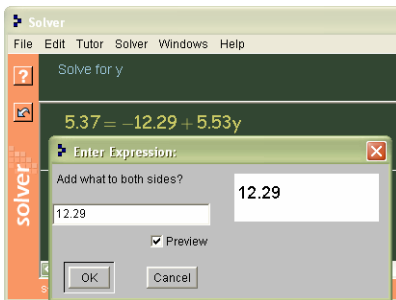 Solver
File Edit Tutor Solver Windows Help
Solve for y
5.37 = −12.29 + 5.53y
solver
Enter Expression:
Add what to both sides?
12.29
12.29
Preview
OK Cancel